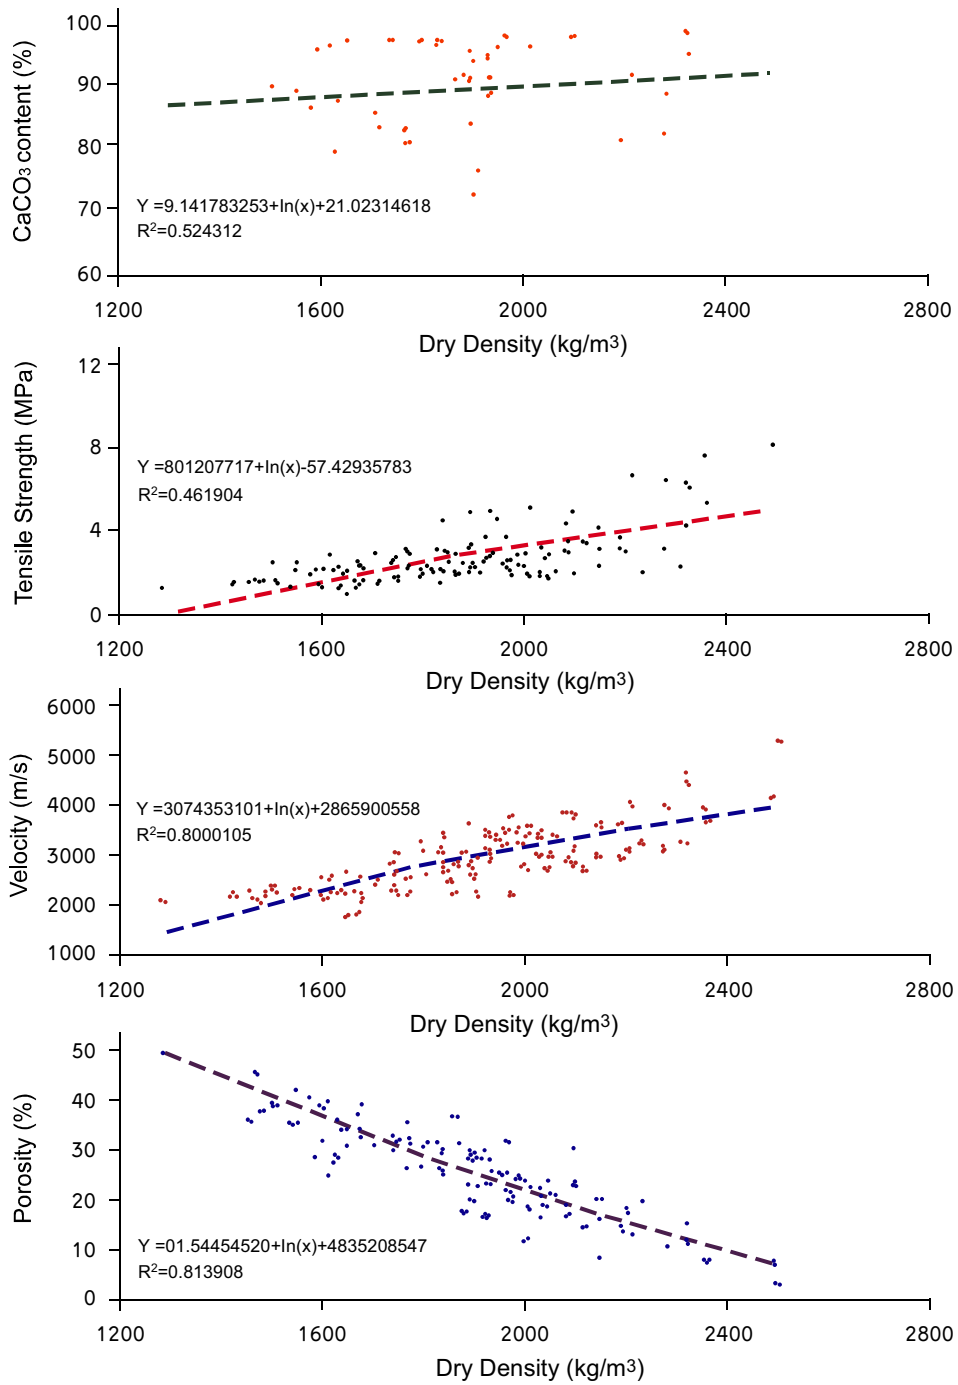 100
90
80
70
60
CaCO3 content (%)
Y =9.141783253+In(x)+21.02314618
R2=0.524312
1200 1600 2000 2400 2800
Dry Density (kg/m3)
12
8
4
0
Tensile Strength (MPa)
Y =801207717+In(x)-57.42935783
R2=0.461904
1200 1600 2000 2400 2800
Dry Density (kg/m3)
6000
5000
4000
3000
2000
1000
Velocity (m/s)
Y =3074353101+In(x)+2865900558
R2=0.8000105
1200 1600 2000 2400 2800
Dry Density (kg/m3)
50
40
30
20
10
0
Porosity (%)
Y =01.54454520+In(x)+4835208547
R2=0.813908
1200 1600 2000 2400 2800
Dry Density (kg/m3)